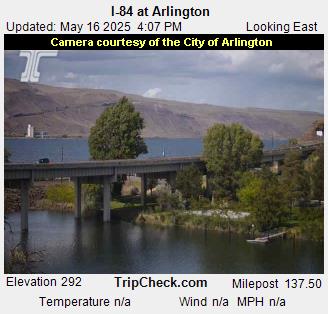 I-84 at Arlington
Updated: May 16 2025 4:07 PM Looking East
Camera courtesy of the City of Arlington
Elevation 292 TripCheck.com Milepost 137.50
Temperature n/a Wind n/a MPH n/a